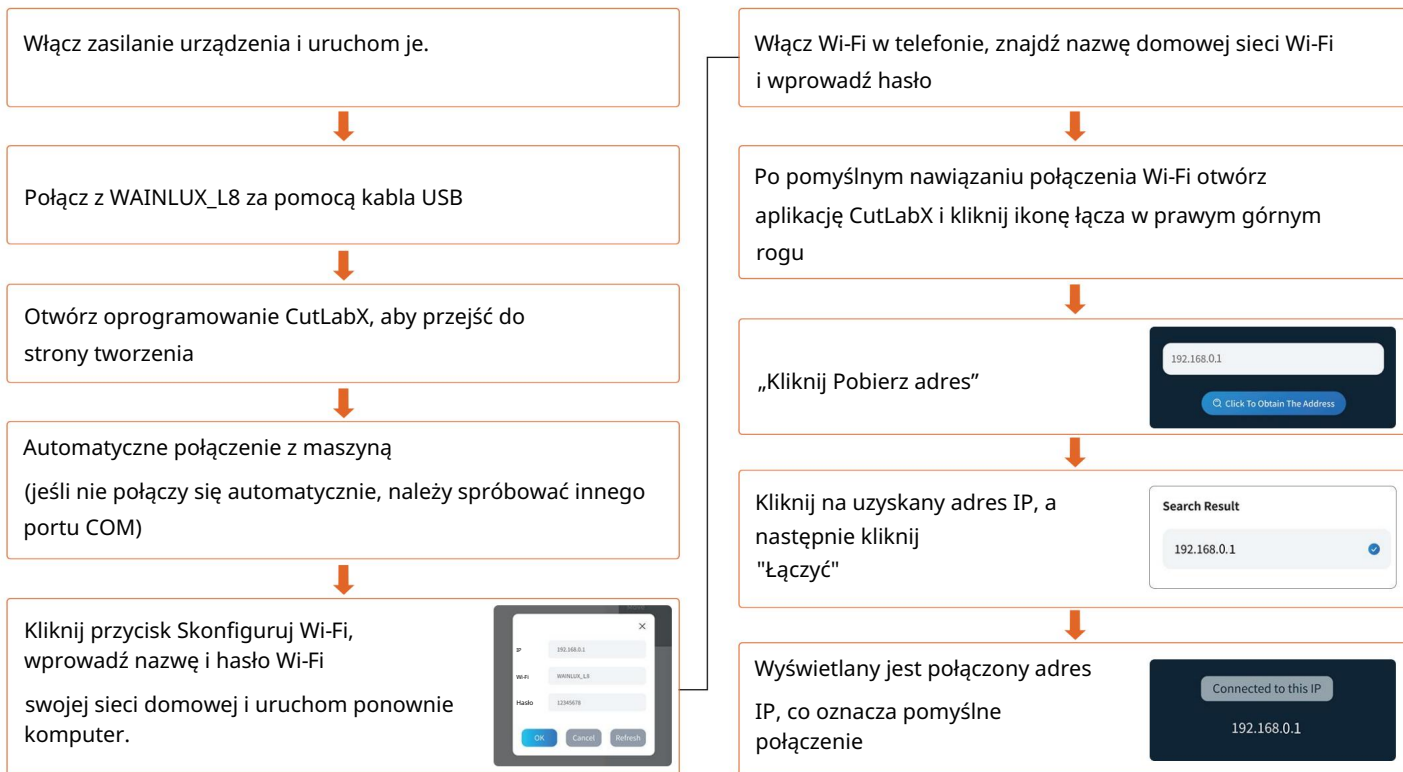 Włącz zasilanie urządzenia i uruchom je.
Połącz z WAINLUX_L8 za pomocą kabla USB
Otwórz oprogramowanie CutLabX, aby przejść do
strony tworzenia
Automatyczne połączenie z maszyną
(jeśli nie połączy się automatycznie, należy spróbować innego
portu COM)
Kliknij przycisk Skonfiguruj Wi-Fi,
wprowadź nazwę i hasło Wi-Fi
swojej sieci domowej i uruchom ponownie
komputer.
IP
192.168.0.1
Wi-Fi
WAINLUX_L8
Hasło
12345678
OK
Cancel
Refresh
Włącz Wi-Fi w telefonie, znajdź nazwę domowej sieci Wi-Fi
i wprowadź hasło
Po pomyślnym nawiązaniu połączenia Wi-Fi otwórz
aplikację CutLabX i kliknij ikonę łącza w prawym górnym
rogu
„Kliknij Pobierz adres”
192.168.0.1
Click To Obtain The Address
Kliknij na uzyskany adres IP, a
następnie kliknij
"Łączyć"
Search Result
192.168.0.1
Wyświetlany jest połączony adres
IP, co oznacza pomyślne
połączenie
Connected to this IP
192.168.0.1